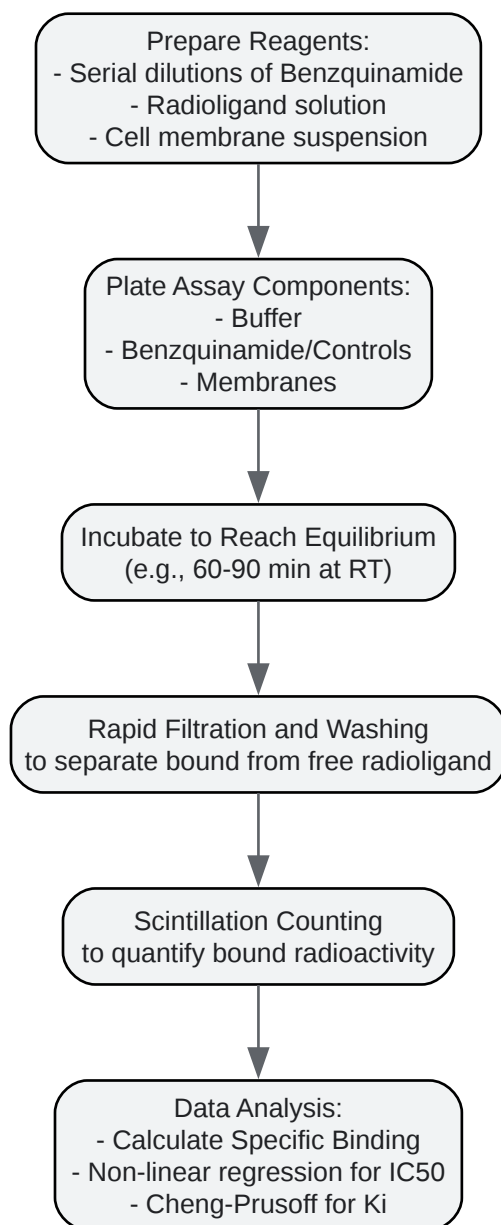 Prepare Reagents:
- Serial dilutions of Benzquinamide
- Radioligand solution
- Cell membrane suspension
Plate Assay Components:
- Buffer
- Benzquinamide/Controls
- Membranes
Incubate to Reach Equilibrium
(e.g., 60-90 min at RT)
Rapid Filtration and Washing
to separate bound from free radioligand
Scintillation Counting
to quantify bound radioactivity
Data Analysis:
- Calculate Specific Binding
- Non-linear regression for IC50
- Cheng-Prusoff for Ki